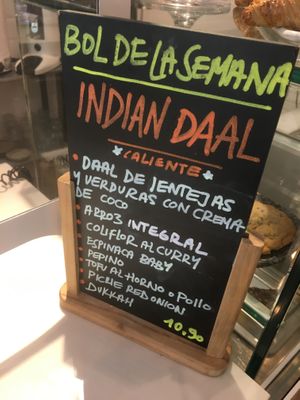 BOL DE LA SEMANA
INDIAN DAAL
CALIENTE
• DAAL DE LENTEJAS
Y VERDURAS CON CREMA
DE COCO
• ARROZ INTEGRAL
COLIFLOR AL CURRY
ESPINACA BABY
PEPINO
TOFU AL HORNO O POLLO
PICKLE RED ONION
DUKKAH
10.90